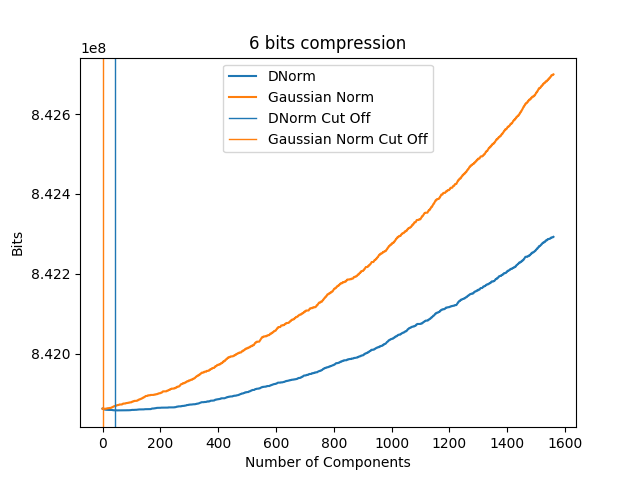 6 bits compression
1e8
DNorm
Gaussian Norm
DNorm Cut Off
Gaussian Norm Cut Off
8.426
8.424
8.422
8.420
Bits
0 200 400 600 800 1000 1200 1400 1600
Number of Components